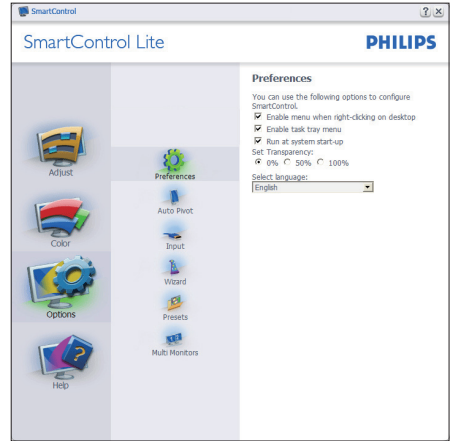 SmartControl
SmartControl Lite
PHILIPS
Adjust
Color
Options
Help
Preferences
Auto Pivot
Input
Wizard
Presets
Multi Monitors
Preferences
You can use the following options to configure
SmartControl.
Enable menu when right-clicking on desktop
Enable task tray menu
Run at system start-up
Set Transparency:
0% 50% 100%
Select language:
English